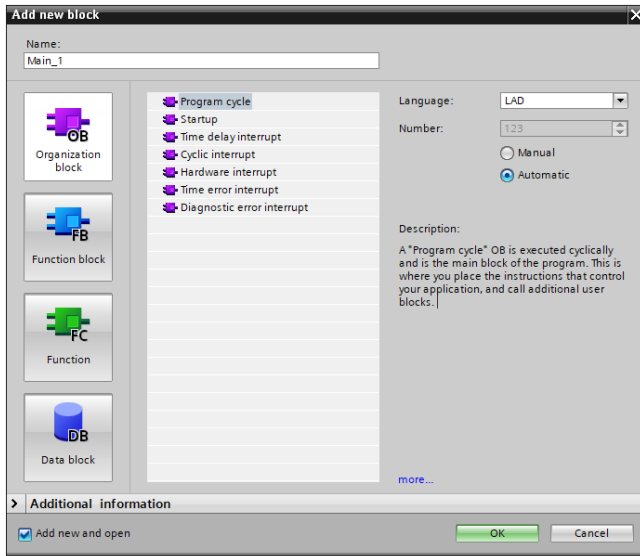 Add new block
X
Name:
Main_1
OB
Organization
block
FB
Function block
FC
Function
DB
Data block
Program cycle
Startup
Time delay interrupt
Cyclic interrupt
Hardware interrupt
Time error interrupt
Diagnostic error interrupt
Language:
LAD
Number:
123
Manual
Automatic
Description:
A "Program cycle" OB is executed cyclically
and is the main block of the program. This is
where you place the instructions that control
your application, and call additional user
blocks.
more...
> Additional information
Add new and open
OK
Cancel